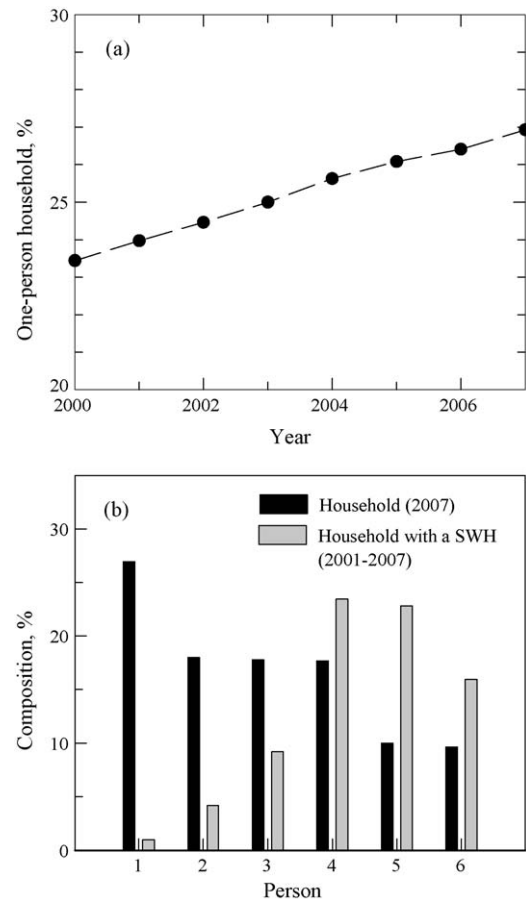 30
(a)
One-person household, %
25
20
2000 2002 2004 2006
Year
(b)
Household (2007)
Household with a SWH
(2001-2007)
30
Composition, %
20
10
0
1 2 3 4 5 6
Person